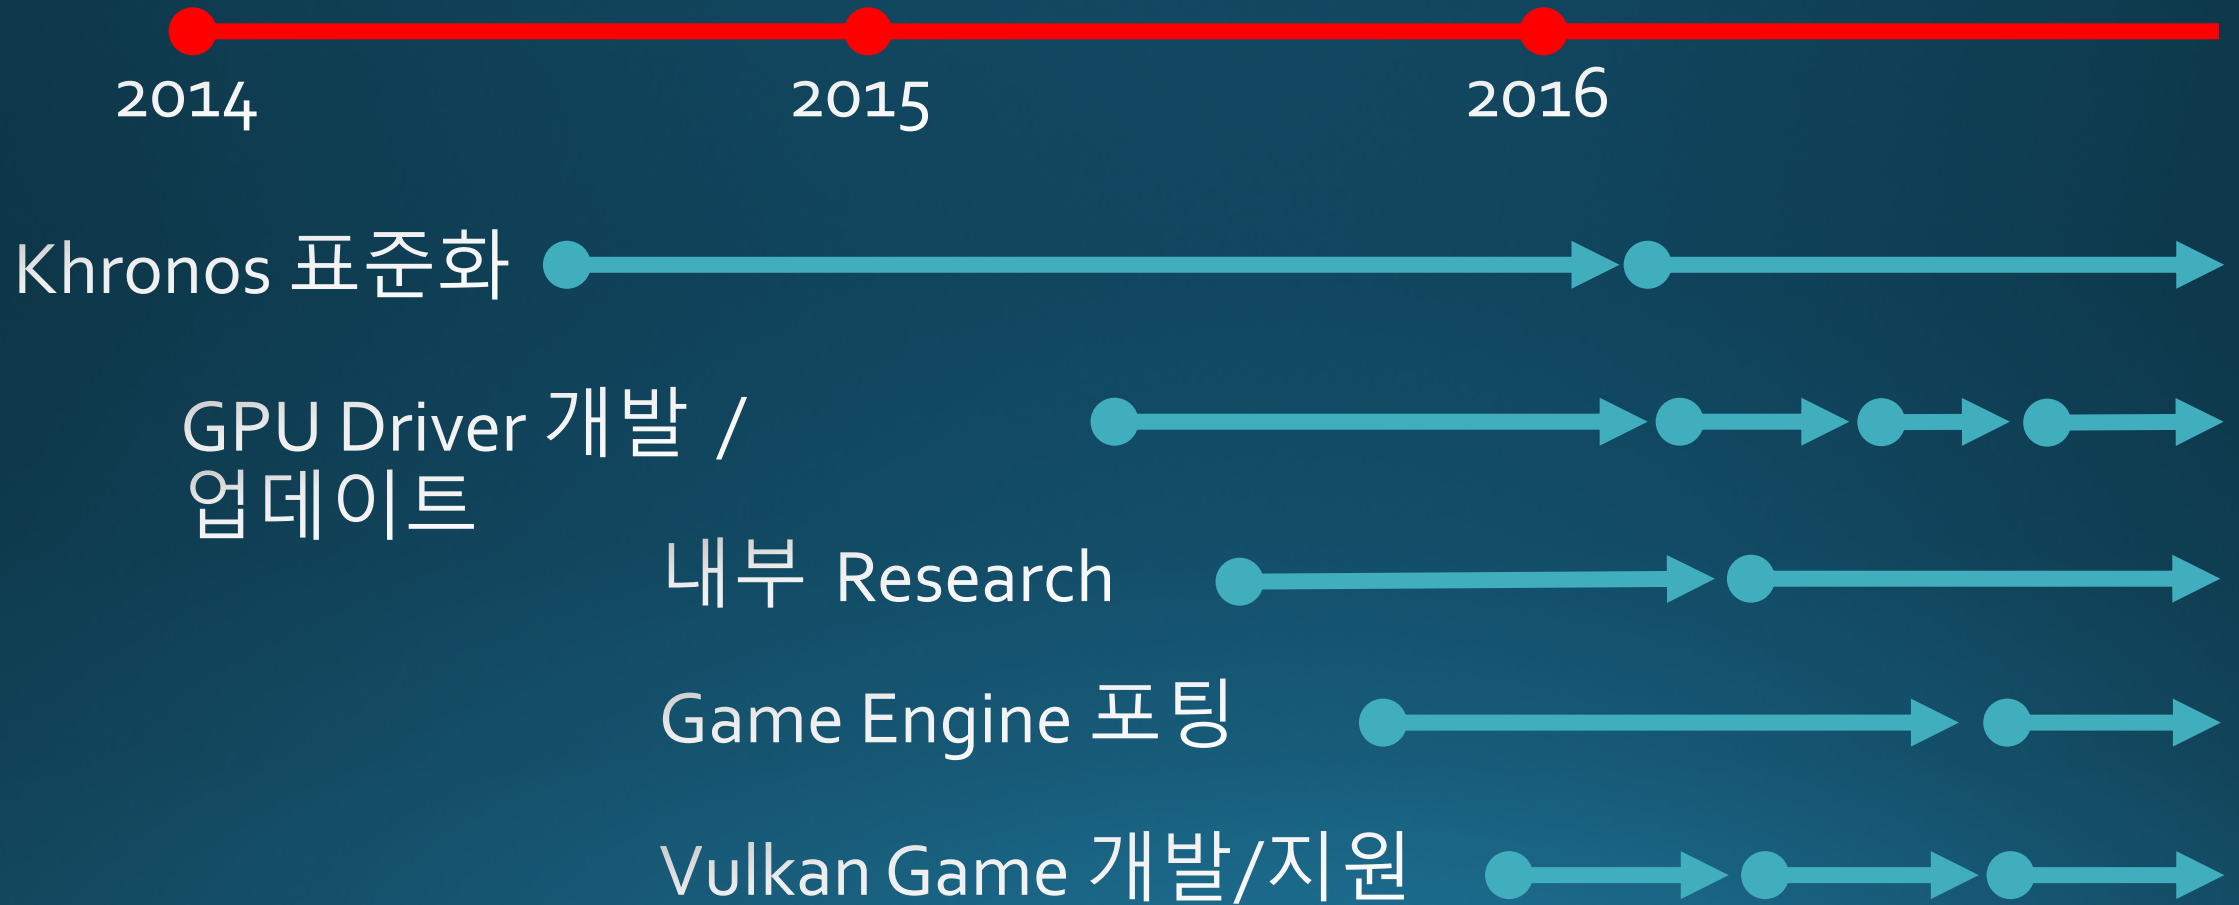 2014
2015
2016
Khronos 표준화
GPU Driver 개발 /
업데이트
내부 Research
Game Engine 포팅
Vulkan Game 개발/지원